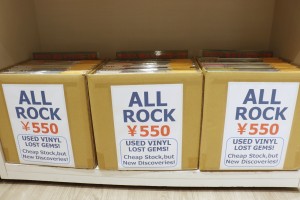 ALL
ROCK
¥550
USED VINYL
LOST GEMS!
Cheap Stock,but
New Discoveries!
ALL
ROCK
¥550
USED VINYL
LOST GEMS!
Cheap Stock,but
New Discoveries!
ALL
ROCK
¥550
USED VINYL
LOST GEMS!
Cheap Stock,but
New Discoveries!